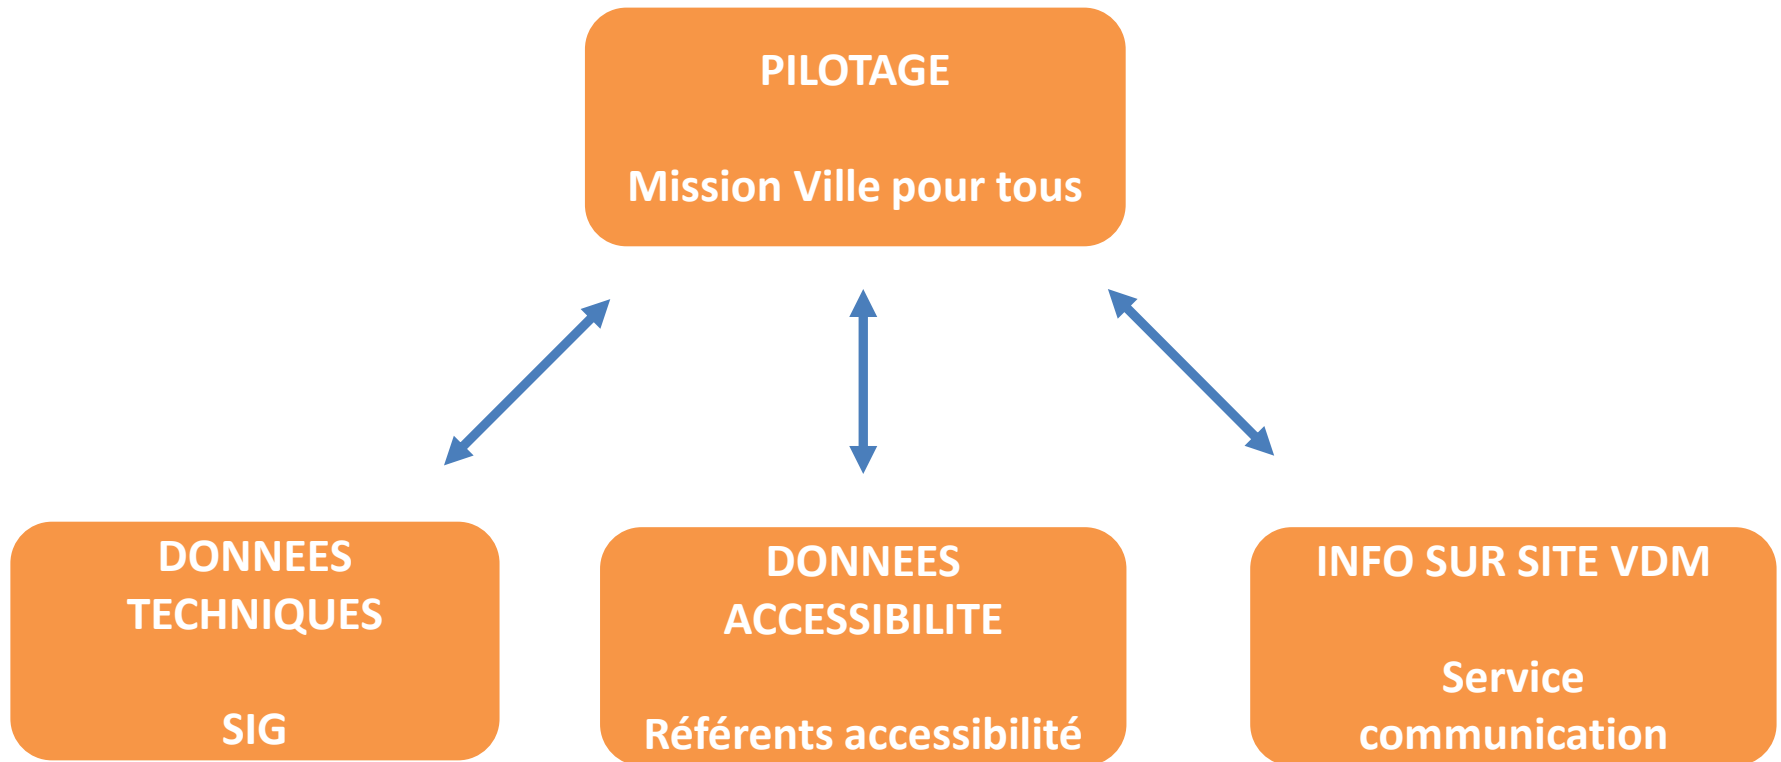 PILOTAGE
Mission Ville pour tous
DONNEES
TECHNIQUES
SIG
DONNEES
ACCESSIBILITE
Référents accessibilité
INFO SUR SITE VDM
Service
communication